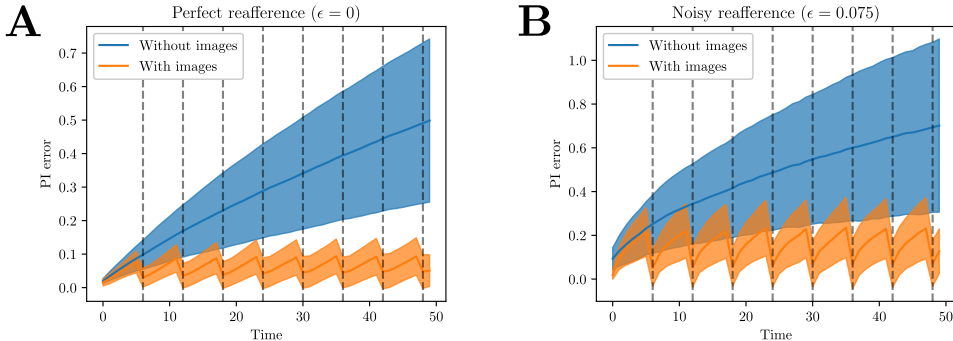 A
Perfect reafference (ϵ = 0)
Without images
With images
PI error
0.7
0.6
0.5
0.4
0.3
0.2
0.1
0.0
0 10 20 30 40 50
Time
B
Noisy reafference (ϵ = 0.075)
Without images
With images
PI error
1.0
0.8
0.6
0.4
0.2
0.0
0 10 20 30 40 50
Time